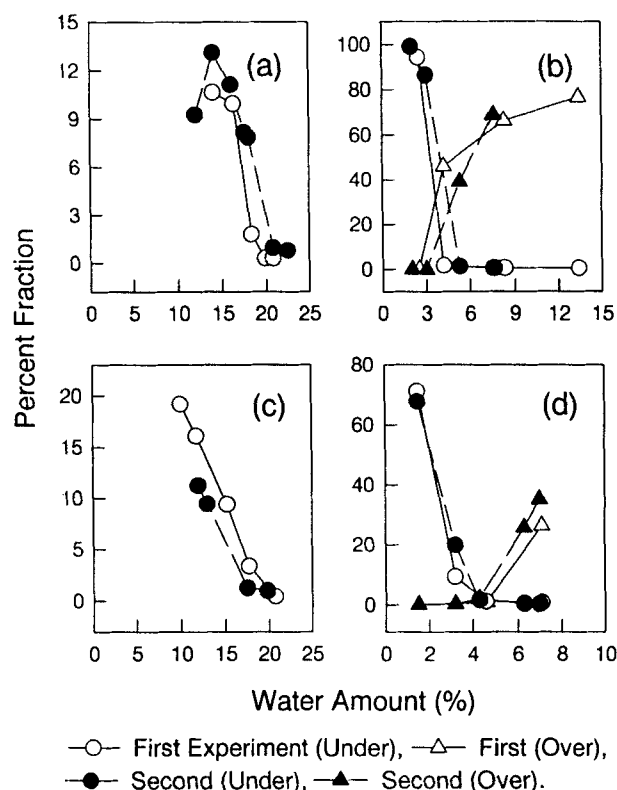 Percent Fraction
15
12
9
6
3
0
(a)
0 5 10 15 20 25
100
80
60
40
20
0
(b)
0 3 6 9 12 15
20
15
10
5
0
(c)
0 5 10 15 20 25
80
60
40
20
0
(d)
0 2 4 6 8 10
Water Amount (%)
First Experiment (Under), First (Over),
Second (Under), Second (Over).